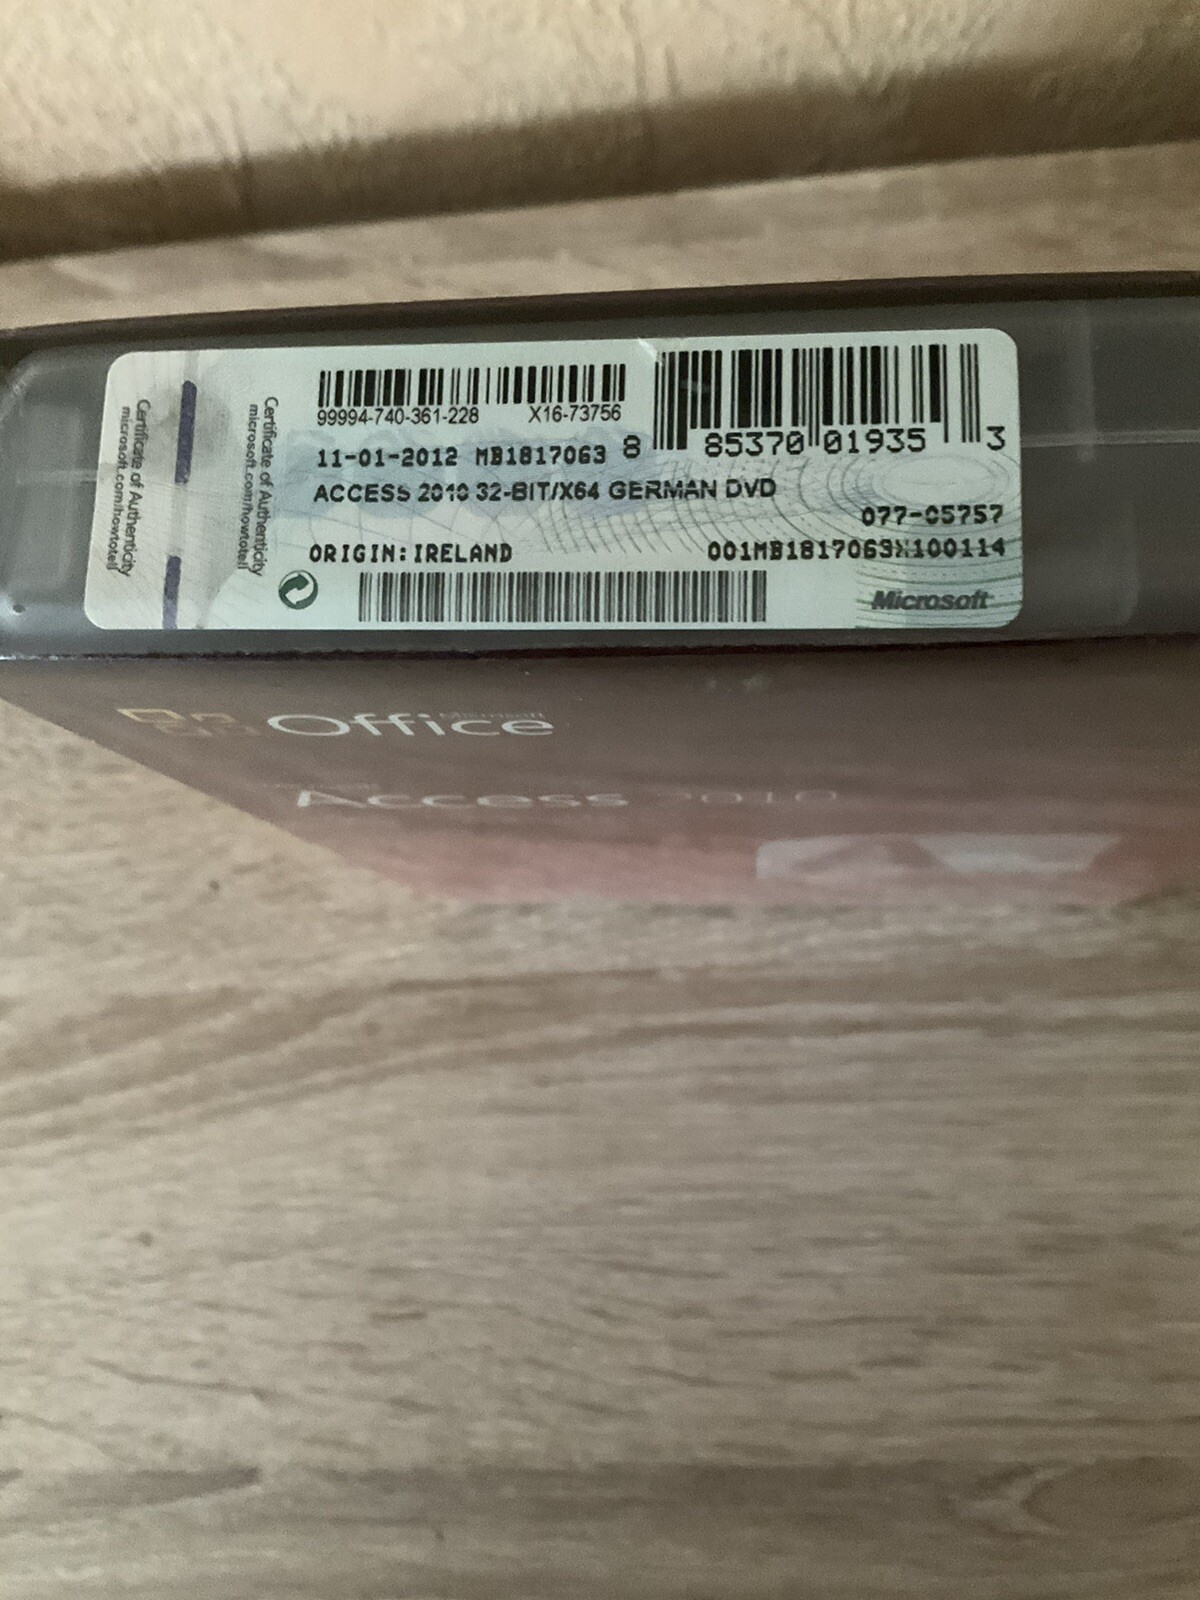 Certificate of Authenticity
microsoft.com/howtotell
Certificate of Authenticity
microsoft.com/howtotell
99994-740-361-228 X16-73756
8 85370 01935 3
11-01-2012 MB1817063
ACCESS 2010 32-BIT/X64 GERMAN DVD
077-05757
ORIGIN:IRELAND 001MB1817063X100114
Microsoft
Microsoft
Office
Access 2010